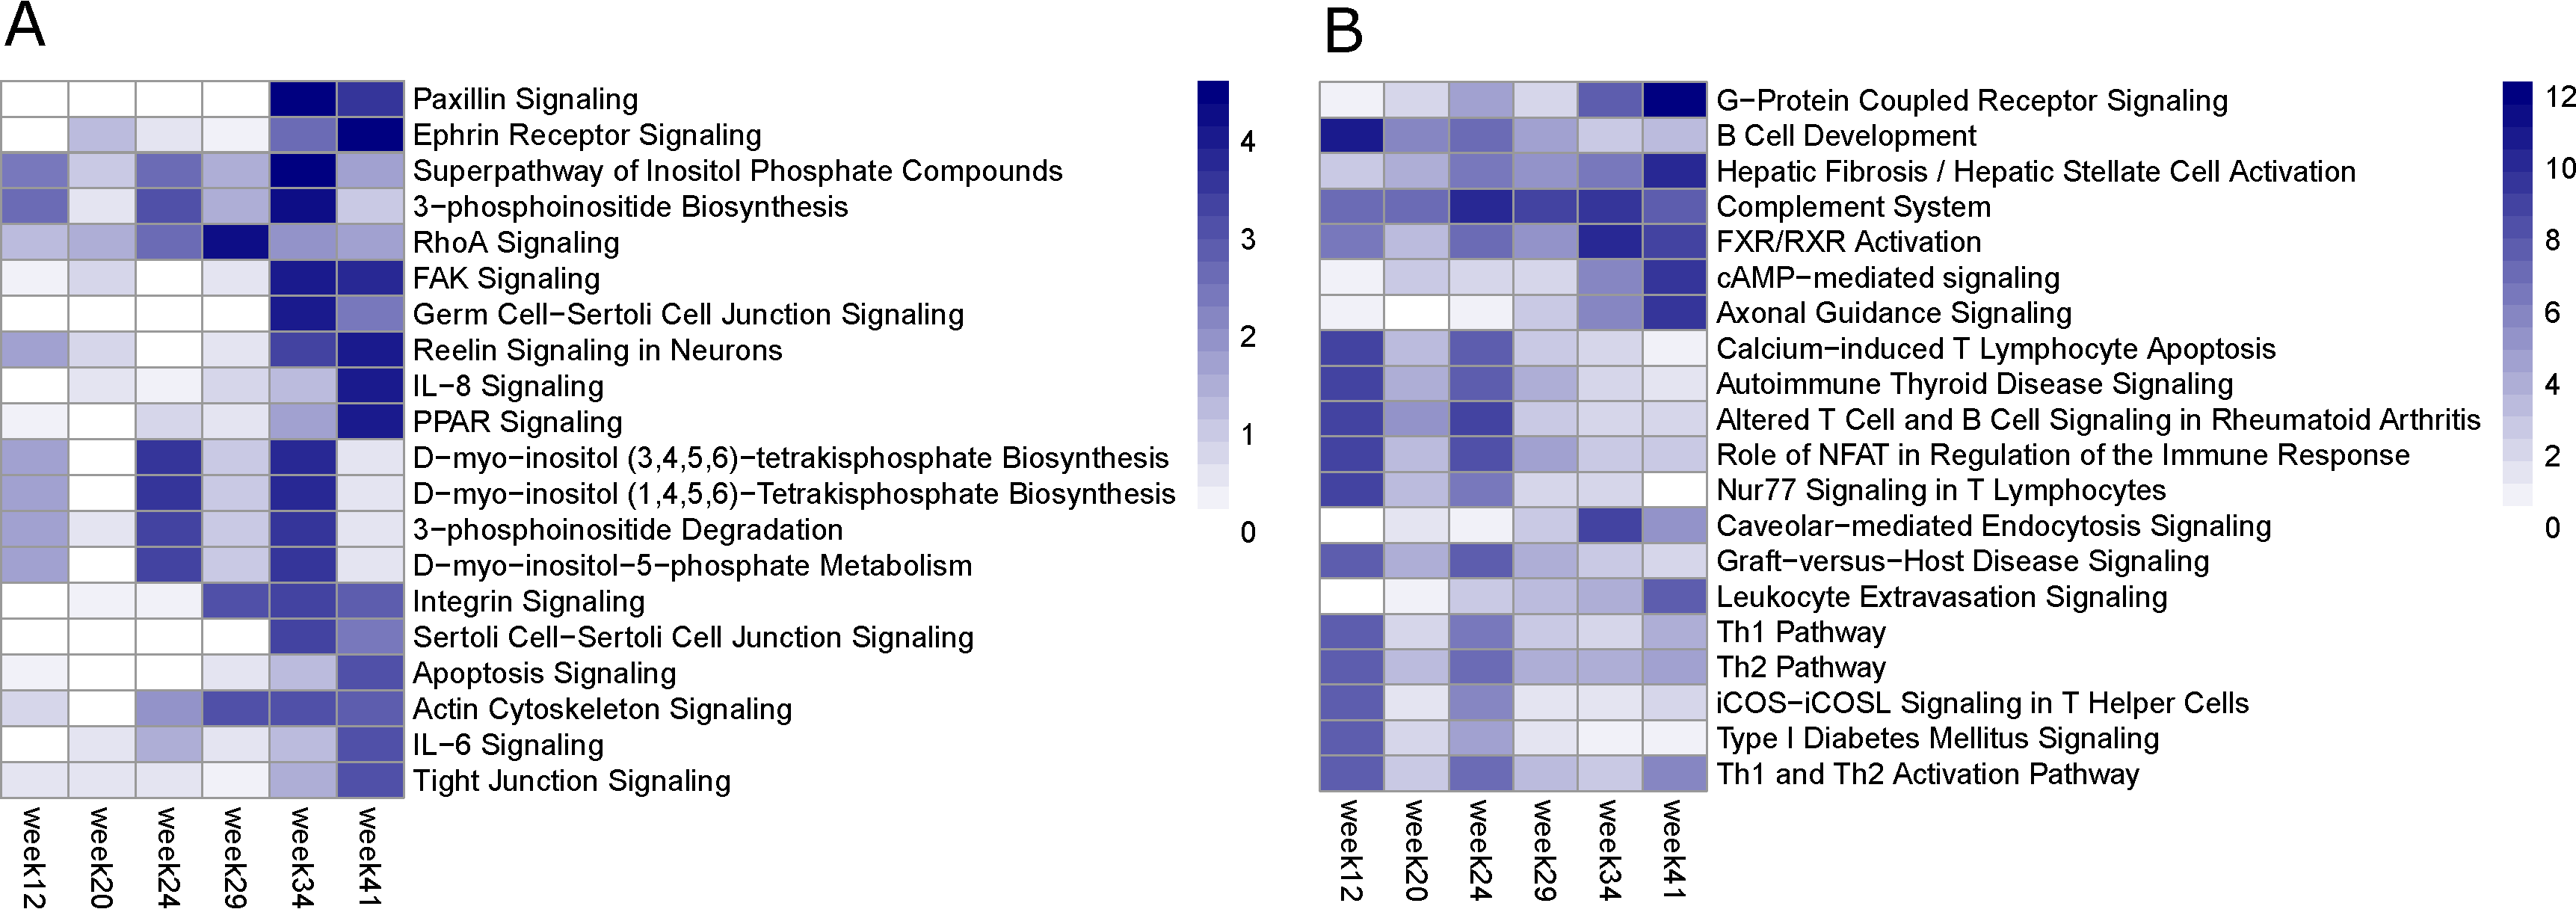 A
Paxillin Signaling
Ephrin Receptor Signaling
Superpathway of Inositol Phosphate Compounds
3−phosphoinositide Biosynthesis
RhoA Signaling
FAK Signaling
Germ Cell−Sertoli Cell Junction Signaling
Reelin Signaling in Neurons
IL−8 Signaling
PPAR Signaling
D−myo−inositol (3,4,5,6)−tetrakisphosphate Biosynthesis
D−myo−inositol (1,4,5,6)−Tetrakisphosphate Biosynthesis
3−phosphoinositide Degradation
D−myo−inositol−5−phosphate Metabolism
Integrin Signaling
Sertoli Cell−Sertoli Cell Junction Signaling
Apoptosis Signaling
Actin Cytoskeleton Signaling
IL−6 Signaling
Tight Junction Signaling
week12
week20
week24
week29
week34
week41
4
3
2
1
0
B
G−Protein Coupled Receptor Signaling
B Cell Development
Hepatic Fibrosis / Hepatic Stellate Cell Activation
Complement System
FXR/RXR Activation
cAMP−mediated signaling
Axonal Guidance Signaling
Calcium−induced T Lymphocyte Apoptosis
Autoimmune Thyroid Disease Signaling
Altered T Cell and B Cell Signaling in Rheumatoid Arthritis
Role of NFAT in Regulation of the Immune Response
Nur77 Signaling in T Lymphocytes
Caveolar−mediated Endocytosis Signaling
Graft−versus−Host Disease Signaling
Leukocyte Extravasation Signaling
Th1 Pathway
Th2 Pathway
iCOS−iCOSL Signaling in T Helper Cells
Type I Diabetes Mellitus Signaling
Th1 and Th2 Activation Pathway
week12
week20
week24
week29
week34
week41
12
10
8
6
4
2
0